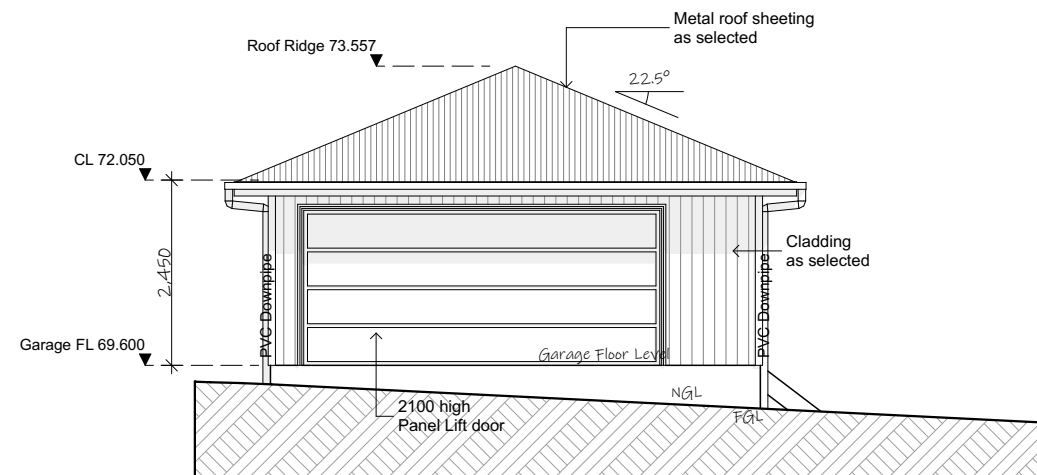 Metal roof sheeting
as selected
Roof Ridge 73.557
22.5°
CL 72.050
Cladding
as selected
2,450
PVC Downpipe
PVC Downpipe
Garage FL 69.600
Garage Floor Level
NGL
2100 high
Panel Lift door
FGL